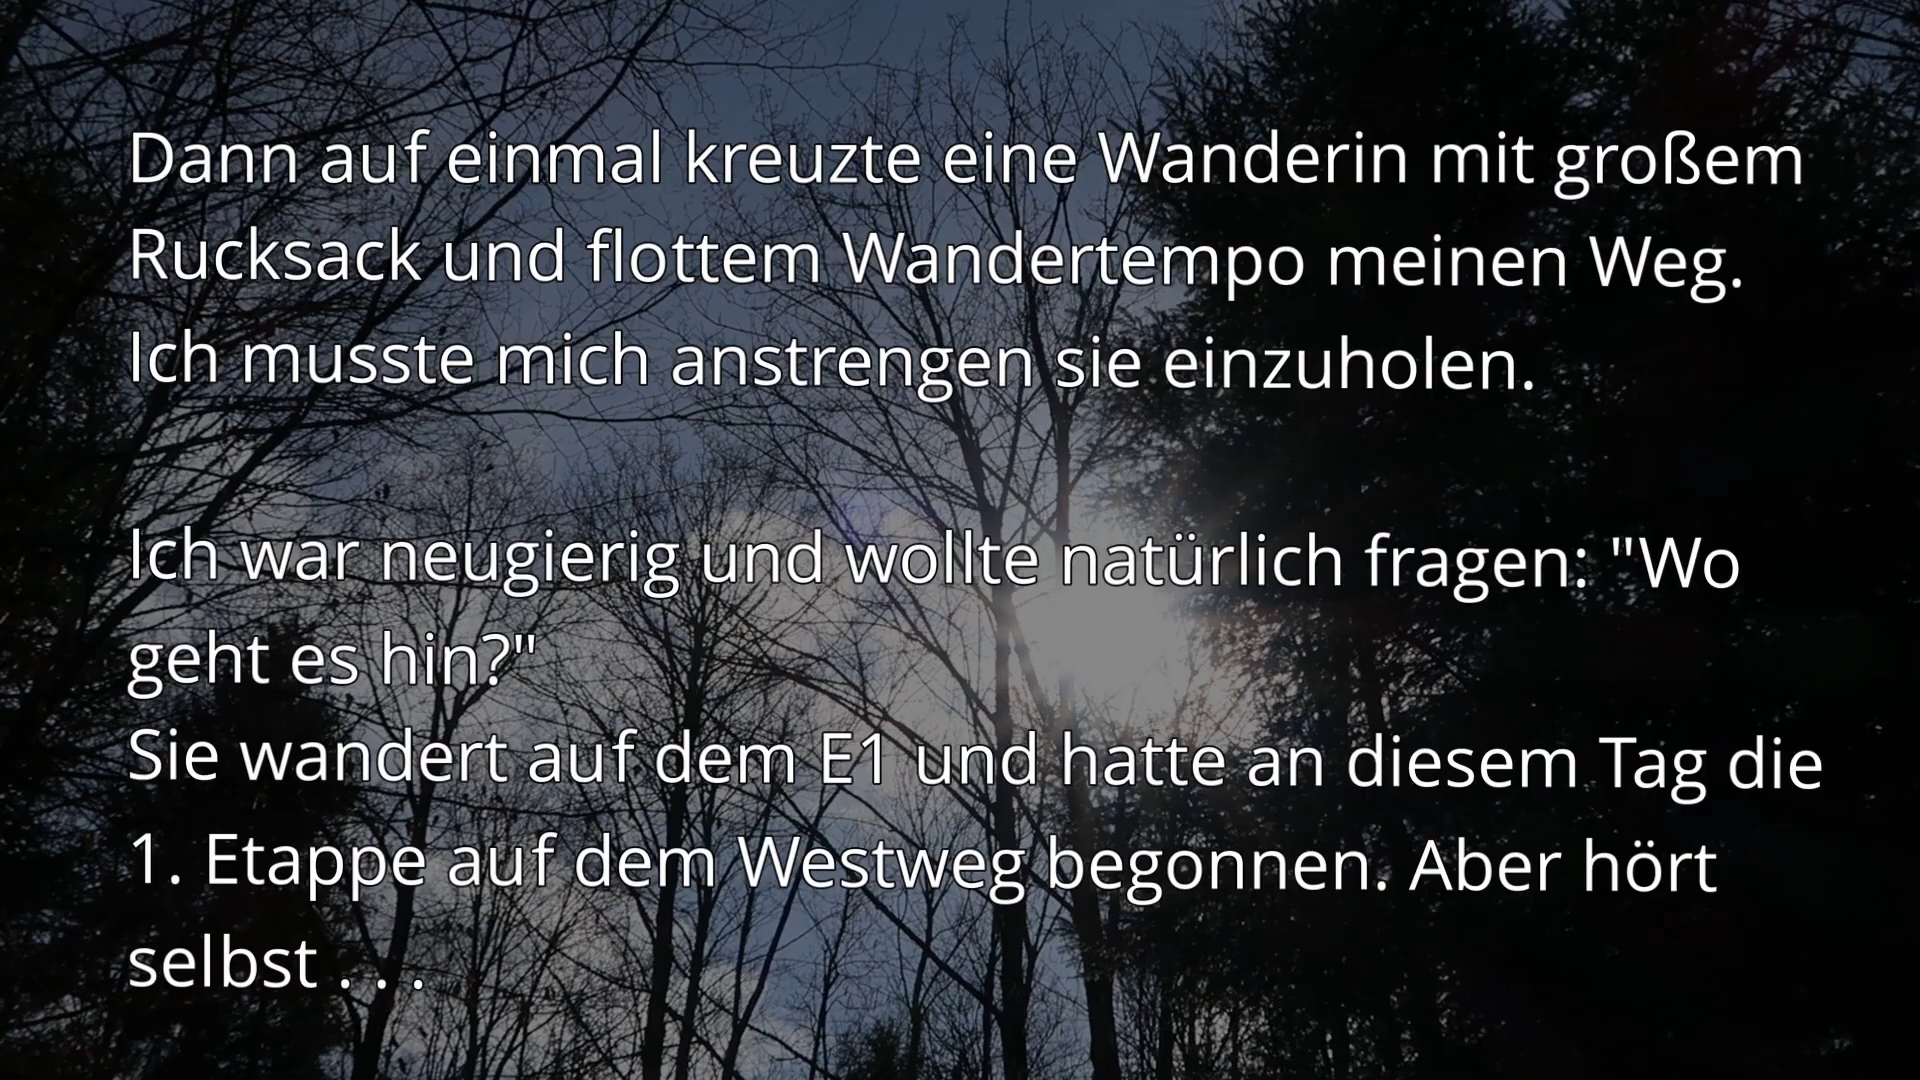 Dann auf einmal kreuzte eine Wanderin mit großem
Rucksack und flottem Wandertempo meinen Weg.
Ich musste mich anstrengen sie einzuholen.
Ich war neugierig und wollte natürlich fragen: "Wo
geht es hin?"
Sie wandert auf dem E1 und hatte an diesem Tag die
1. Etappe auf dem Westweg begonnen. Aber hört
selbst . . .